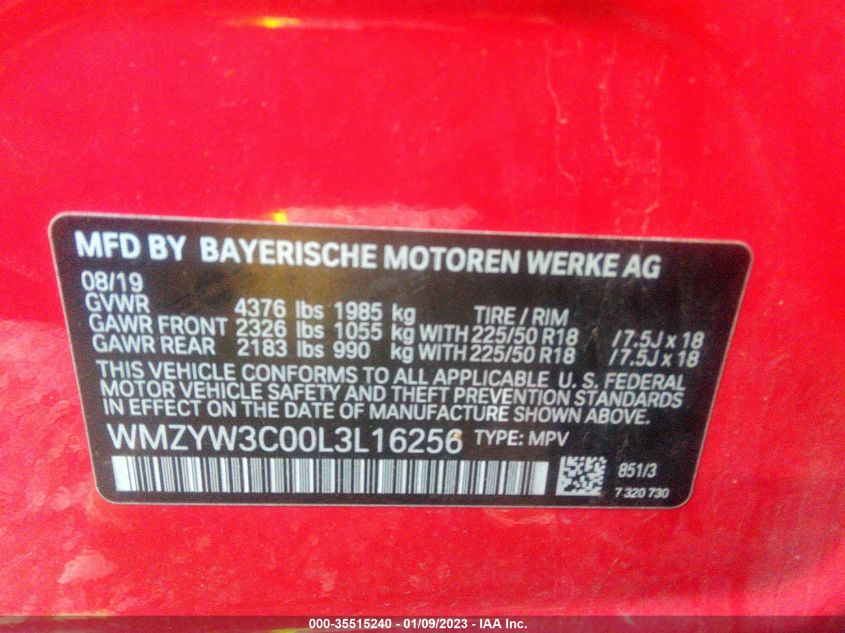 MFD BY BAYERISCHE MOTOREN WERKE AG
08/19
GVWR 4376 lbs 1985 kg TIRE / RIM
GAWR FRONT 2326 lbs 1055 kg WITH 225/50 R18 /7.5J x 18
GAWR REAR 2183 lbs 990 kg WITH 225/50 R18 /7.5J x 18
THIS VEHICLE CONFORMS TO ALL APPLICABLE U. S. FEDERAL
MOTOR VEHICLE SAFETY AND THEFT PREVENTION STANDARDS
IN EFFECT ON THE DATE OF MANUFACTURE SHOWN ABOVE.
WMZYW3C00L3L16256 TYPE: MPV
851/3
7 320 730
000-35515240 - 01/09/2023 - © IAA Inc.